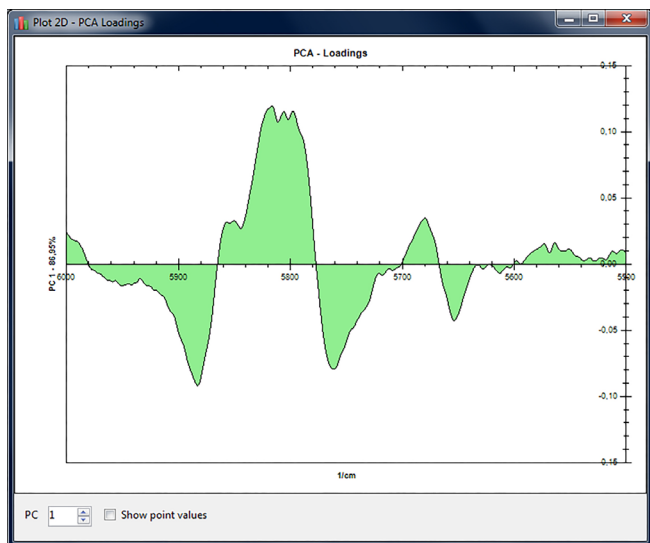 Plot 2D - PCA Loadings
PCA - Loadings
0,15
0,10
0,05
0,00
-0,05
-0,10
0,15
PC 1 - 86,95%
6000 5900 5800 5700 5600 5500
1/cm
PC 1 Show point values